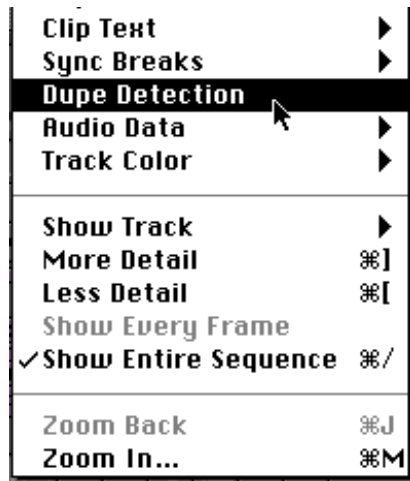 Clip Text
Sync Breaks
Dupe Detection
Audio Data
Track Color
Show Track
More Detail ⌘]
Less Detail ⌘[
Show Every Frame
✓Show Entire Sequence ⌘/
Zoom Back ⌘J
Zoom In... ⌘M